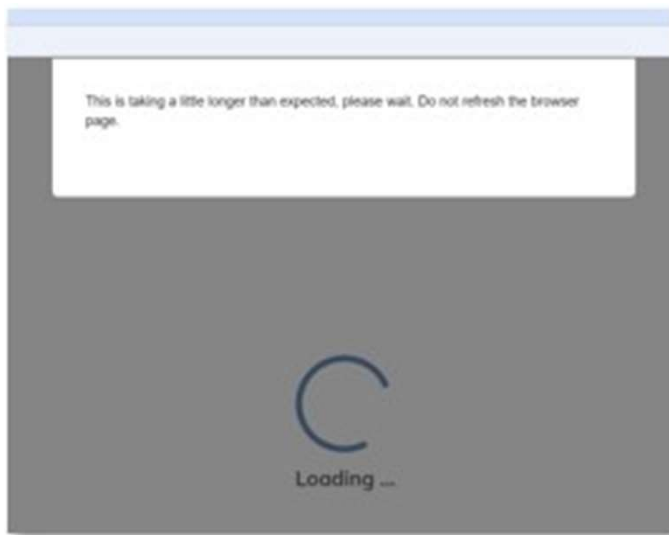 This is taking a little longer than expected, please wait. Do not refresh the browser
page.
Loading ...